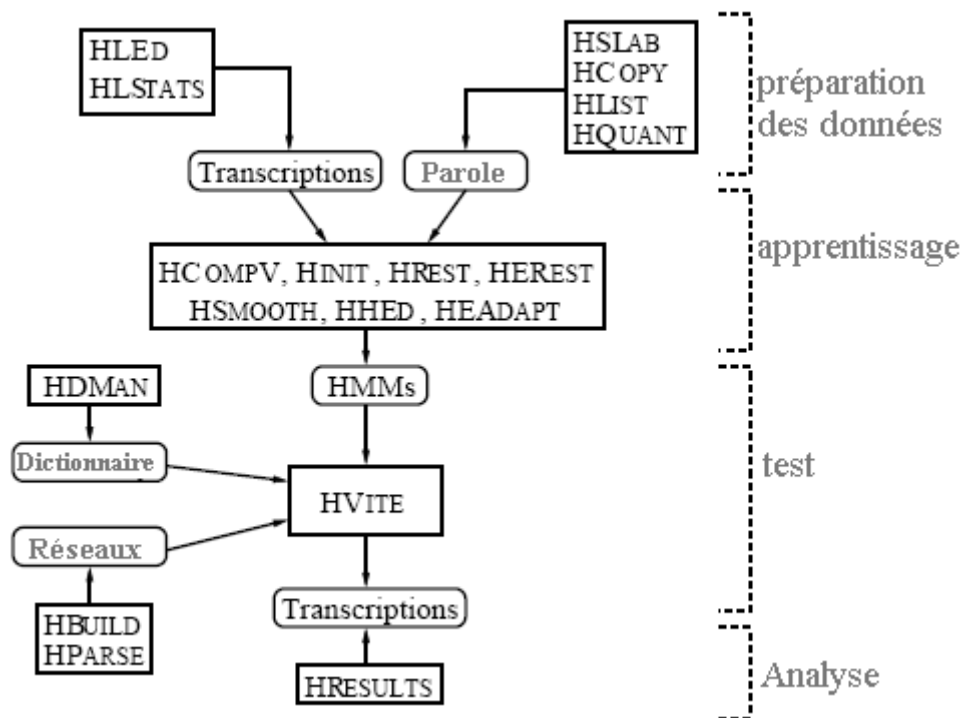 HLED
HLSTATS
HSLAB
HCOPY
HLIST
HQUANT
préparation
des données
Transcriptions
Parole
apprentissage
HCOMPV, HINIT, HREST, HEREST
HSMOOTH, HHED, HEADAPT
HDMAN
HMMs
Dictionnaire
test
HVITE
Réseaux
Transcriptions
HBUILD
HPARSE
HRESULTS
Analyse